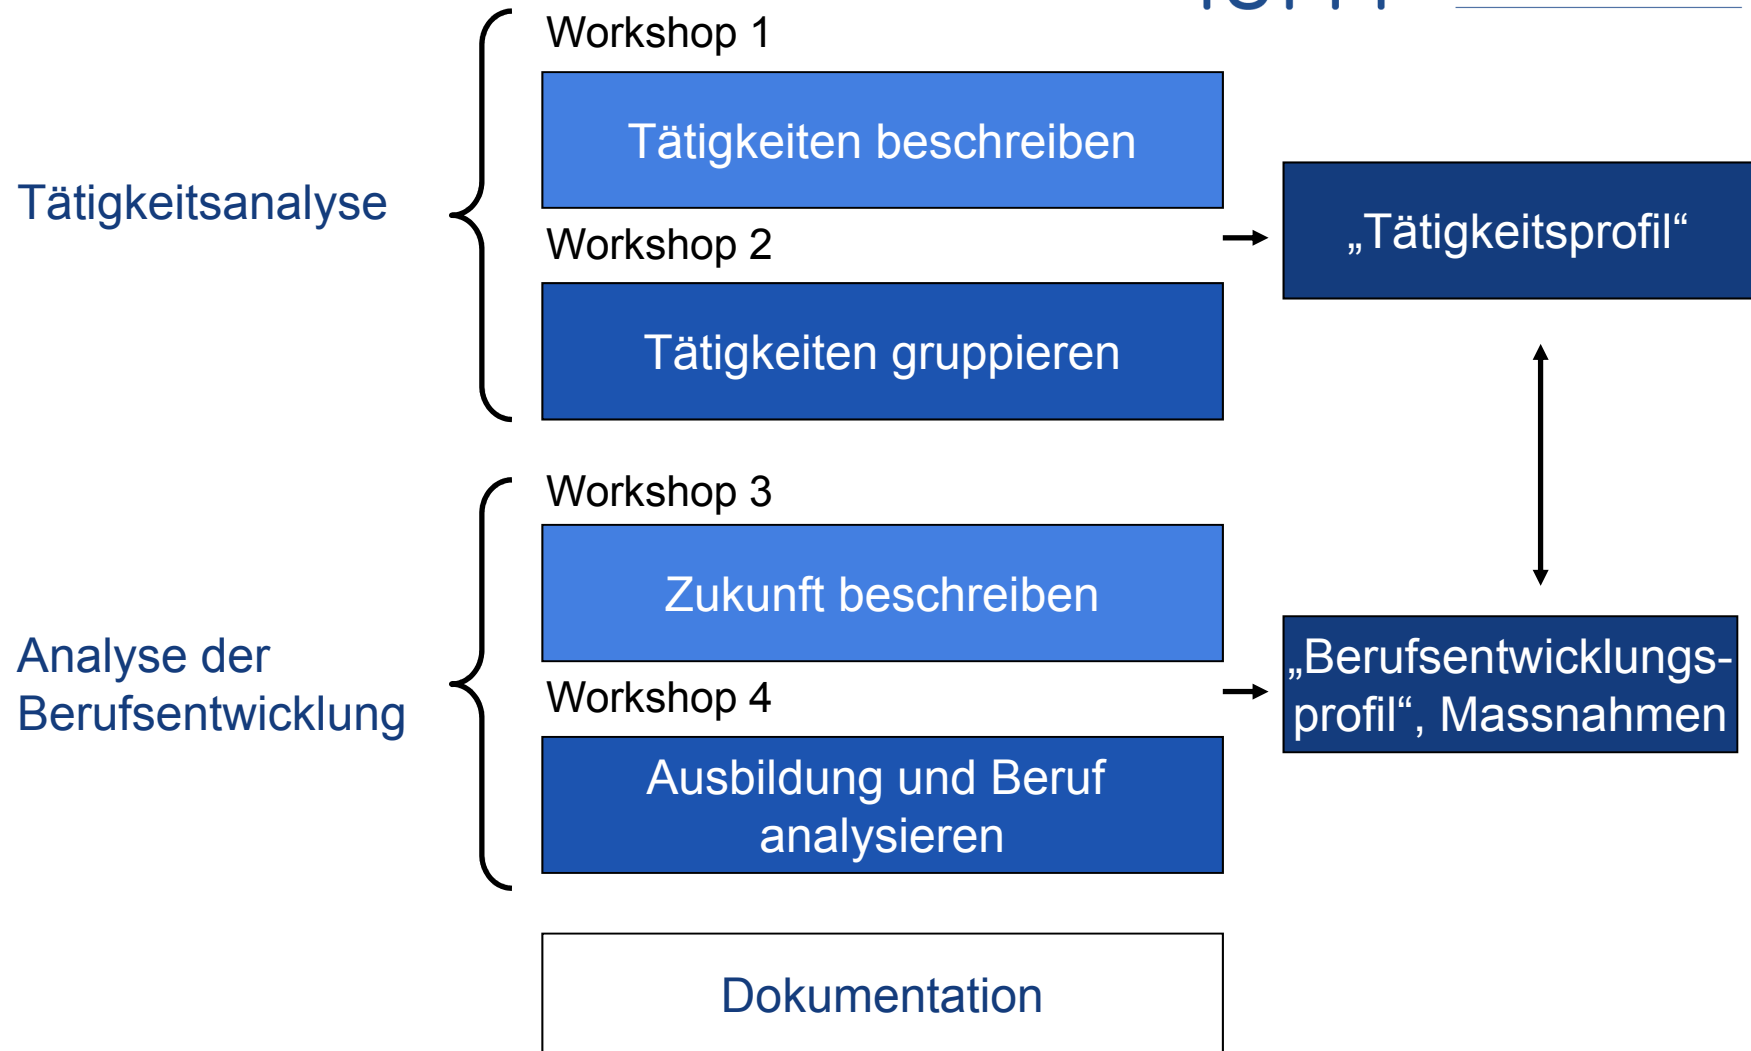 Workshop 1
Tätigkeiten beschreiben
Tätigkeitsanalyse
Workshop 2
„Tätigkeitsprofil“
Tätigkeiten gruppieren
Workshop 3
Zukunft beschreiben
Analyse der
Berufsentwicklung
Workshop 4
„Berufsentwicklungs-
profil“, Massnahmen
Ausbildung und Beruf
analysieren
Dokumentation